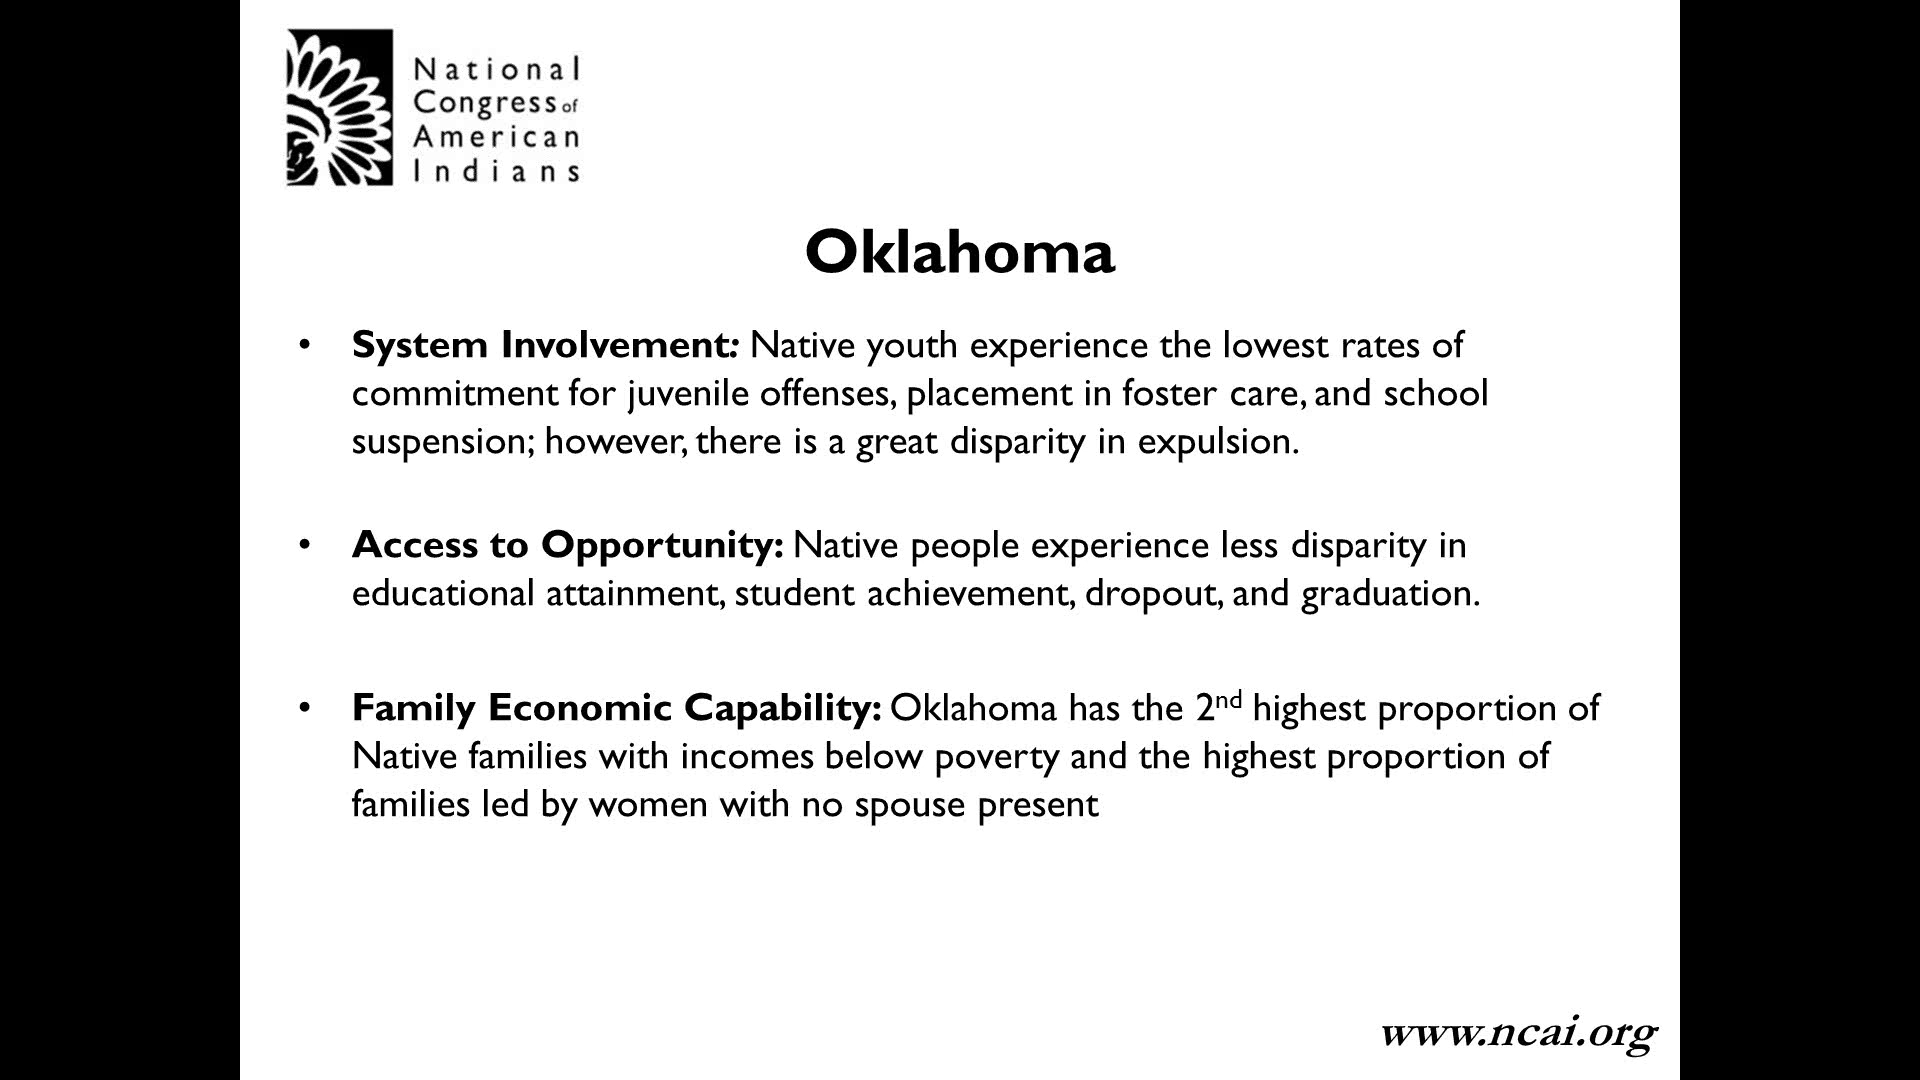 National
Congress of
American
Indians
Oklahoma
• System Involvement: Native youth experience the lowest rates of
commitment for juvenile offenses, placement in foster care, and school
suspension; however, there is a great disparity in expulsion.
• Access to Opportunity: Native people experience less disparity in
educational attainment, student achievement, dropout, and graduation.
• Family Economic Capability: Oklahoma has the 2nd highest proportion of
Native families with incomes below poverty and the highest proportion of
families led by women with no spouse present
www.ncai.org